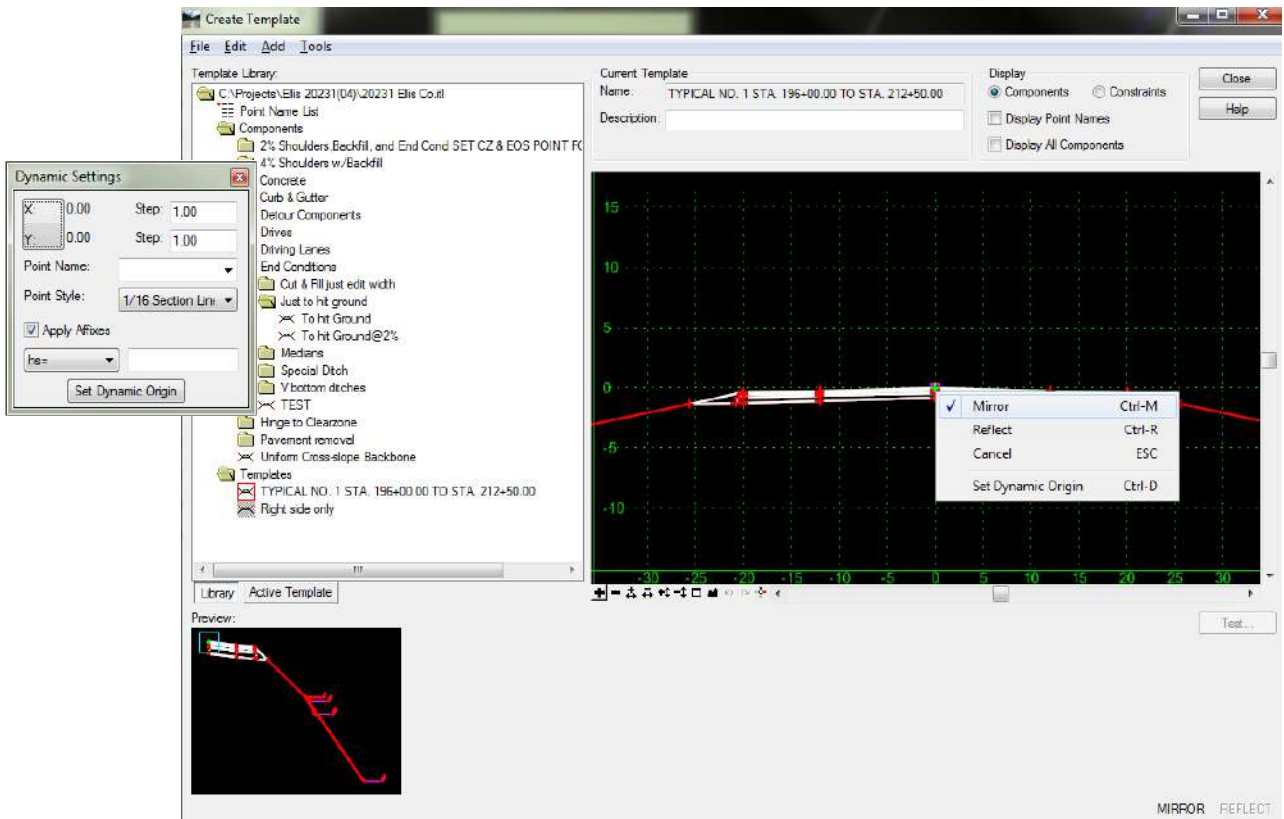 Create Template
File Edit Add Tools
Template Library:
C:\Projects\Ellis 20231(04)\20231 Ellis Co.itl
Point Name List
Components
2% Shoulders,Backfill, and End Cond SET CZ & EOS POINT FO
4% Shoulders w/Backfill
Concrete
Curb & Gutter
Detour Components
Drives
Driving Lanes
End Conditions
Cut & Fill just edit width
Just to hit ground
To hit Ground
To hit Ground@2%
Medians
Special Ditch
V bottom ditches
TEST
Hinge to Clearzone
Pavement removal
Uniform Cross-slope Backbone
Templates
TYPICAL NO. 1 STA. 196+00.00 TO STA. 212+50.00
Right side only
Library Active Template
Preview:
Current Template
Name: TYPICAL NO. 1 STA. 196+00.00 TO STA. 212+50.00
Description:
Display
Components Constraints
Display Point Names
Display All Components
Close
Help
Dynamic Settings
X: 0.00 Step: 1.00
Y: 0.00 Step: 1.00
Point Name:
Point Style: 1/16 Section Line
Apply Affixes
hs=
Set Dynamic Origin
15
10
5
0
-5
-10
-30 -25 -20 -15 -10 -5 0 5 10 15 20 25 30
Mirror Ctrl-M
Reflect Ctrl-R
Cancel ESC
Set Dynamic Origin Ctrl-D
Test...
MIRROR REFLECT